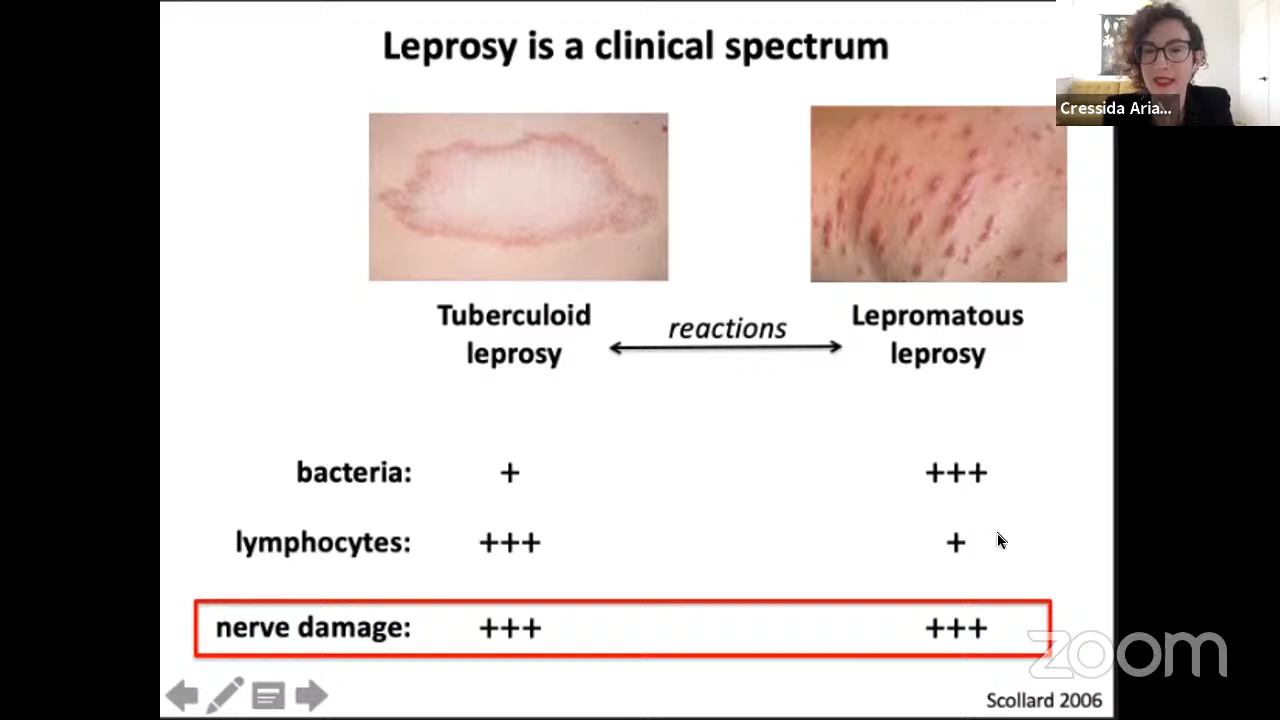 Leprosy is a clinical spectrum
Cressida Aria...
Tuberculoid
leprosy
reactions
Lepromatous
leprosy
bacteria: + +++
lymphocytes: +++ +
nerve damage: +++ +++
zoom
Scollard 2006